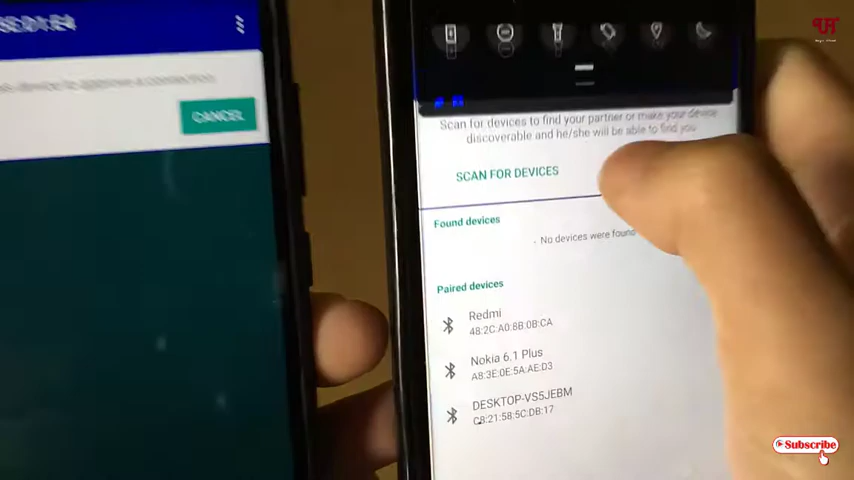 CANCEL
Scan for devices to find your partner or make your device
discoverable and he/she will be able to find you
SCAN FOR DEVICES
Found devices
No devices were found
Paired devices
Redmi
48:2C:A0:8B:0B:CA
Nokia 6.1 Plus
A8:3E:0E:5A:AE:D3
DESKTOP-VS5JEBM
C8:21:58:5C:DB:17
Subscribe